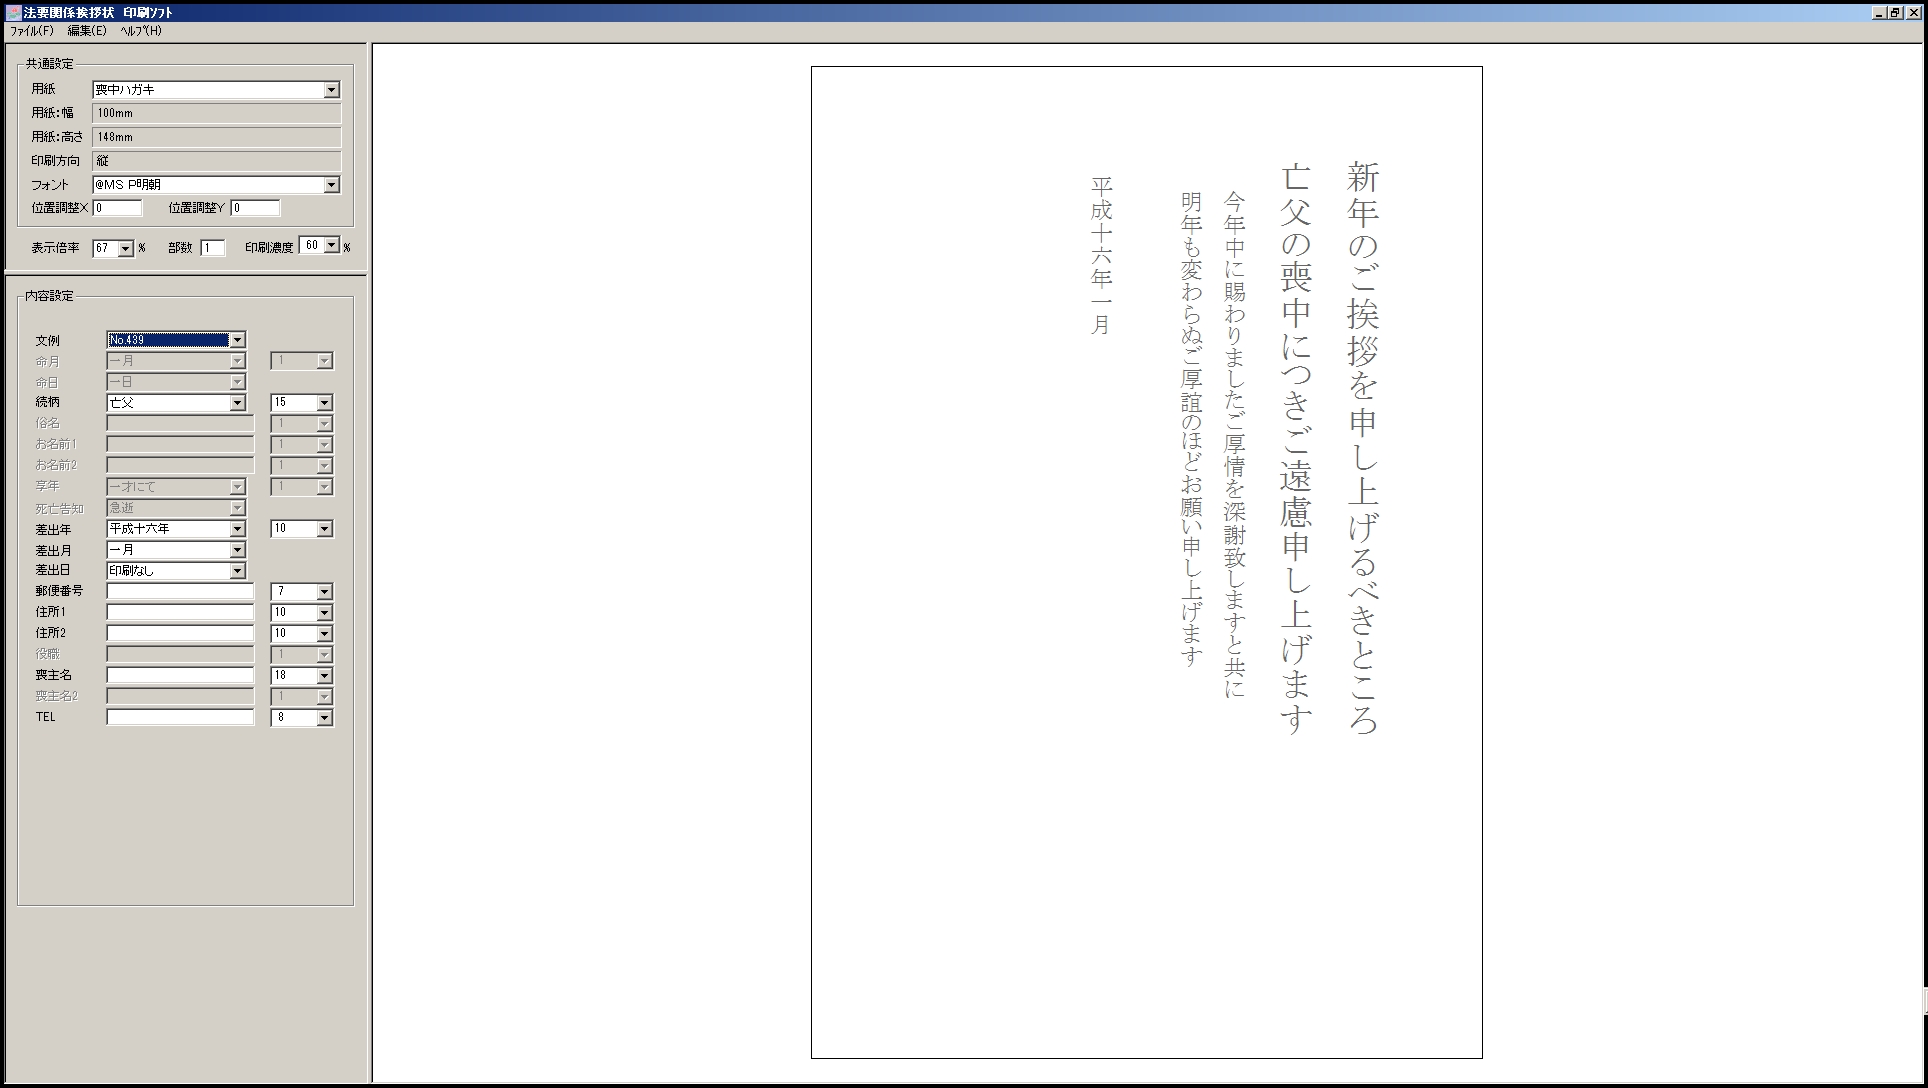 法要関係挨拶状 印刷ソフト
ファイル(F) 編集(E) ヘルプ(H)
共通設定
用紙 喪中ハガキ
用紙:幅 100mm
用紙:高さ 148mm
印刷方向 縦
フォント @MS P明朝
位置調整X 0 位置調整Y 0
表示倍率 67 % 部数 1 印刷濃度 60 %
内容設定
文例 No.439
命月 一月 1
命日 一日
続柄 亡父 15
俗名 1
お名前1 1
お名前2 1
享年 一才にて 1
死亡告知 急逝
差出年 平成十六年 10
差出月 一月
差出日 印刷なし
郵便番号 7
住所1 10
住所2 10
役職 1
喪主名 18
喪主名2 1
TEL 8
新年のご挨拶を申し上げるべきところ
亡父の喪中につきご遠慮申し上げます
今年中に賜わりましたご厚情を深謝致しますと共に
明年も変わらぬご厚誼のほどお願い申し上げます
平成十六年一月